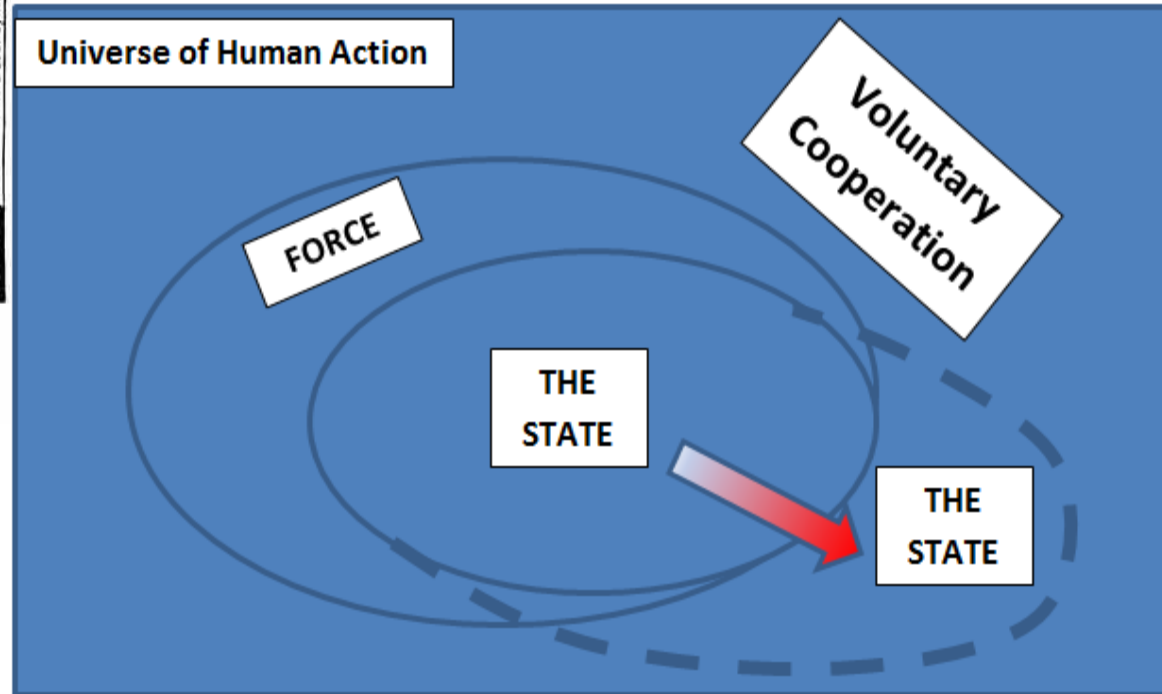 Universe of Human Action
Voluntary
Cooperation
FORCE
THE
STATE
THE
STATE